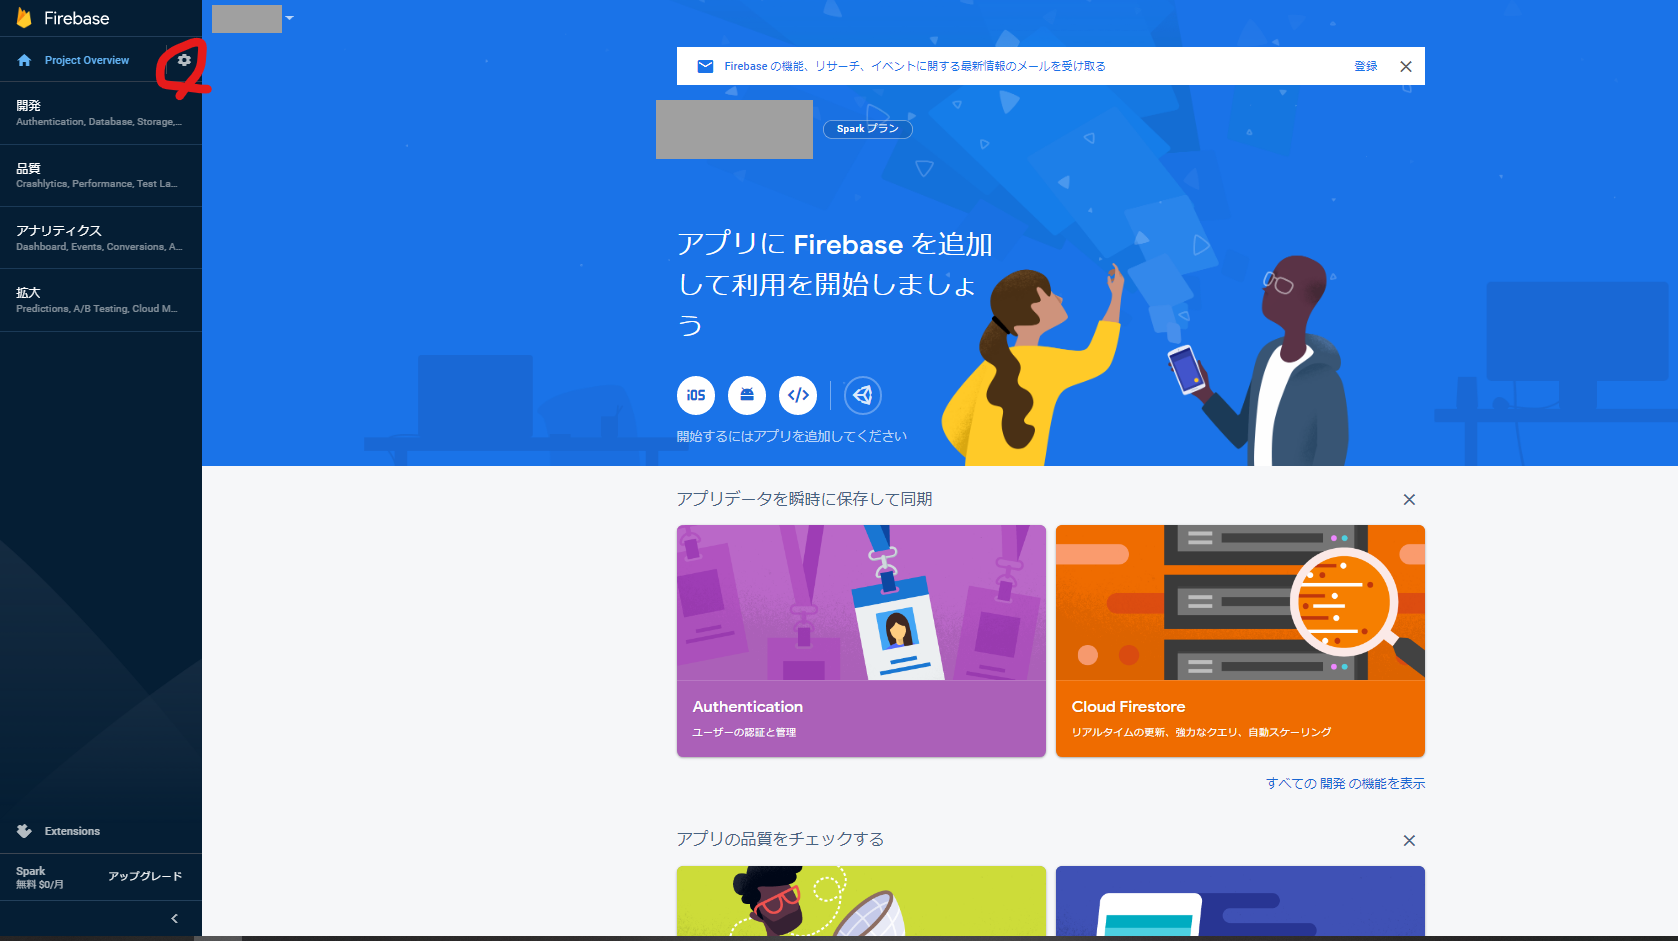 Firebase
Project Overview
開発
Authentication, Database, Storage,...
品質
Crashlytics, Performance, Test La...
アナリティクス
Dashboard, Events, Conversions, A...
拡大
Predictions, A/B Testing, Cloud M...
Extensions
Spark
無料 $0/月
アップグレード
Firebase の機能、リサーチ、イベントに関する最新情報のメールを受け取る
登録
Spark プラン
アプリに Firebase を追加
して利用を開始しましょ
う
iOS
開始するにはアプリを追加してください
アプリデータを瞬時に保存して同期
Authentication
ユーザーの認証と管理
Cloud Firestore
リアルタイムの更新、強力なクエリ、自動スケーリング
すべての 開発 の機能を表示
アプリの品質をチェックする